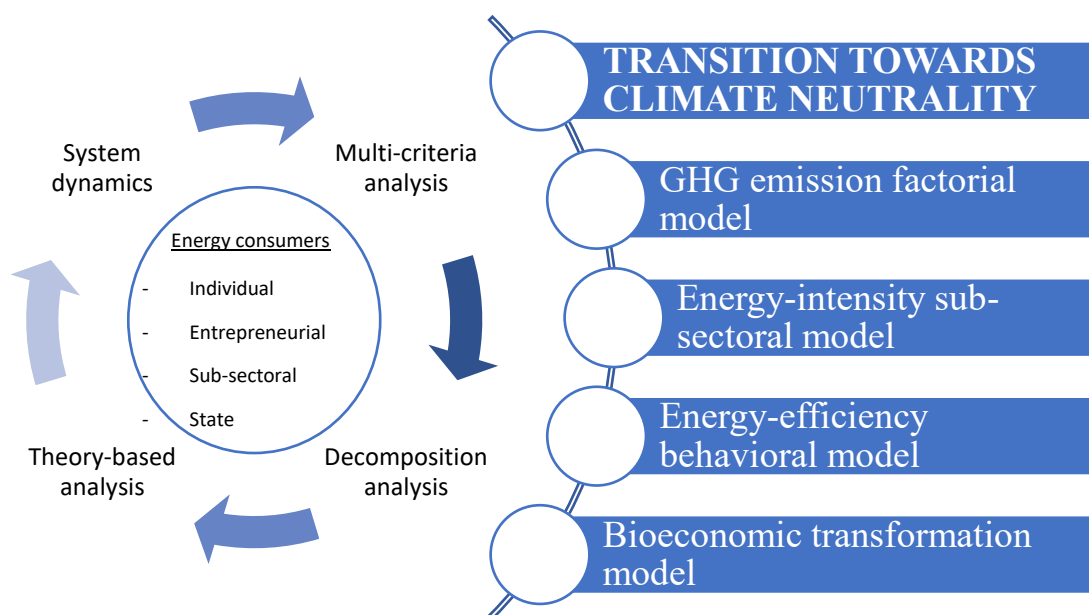 System
dynamics
Multi-criteria
analysis
Energy consumers
- Individual
- Entrepreneurial
- Sub-sectoral
- State
Theory-based
analysis
Decomposition
analysis
TRANSITION TOWARDS
CLIMATE NEUTRALITY
GHG emission factorial
model
Energy-intensity sub-
sectoral model
Energy-efficiency
behavioral model
Bioeconomic transformation
model